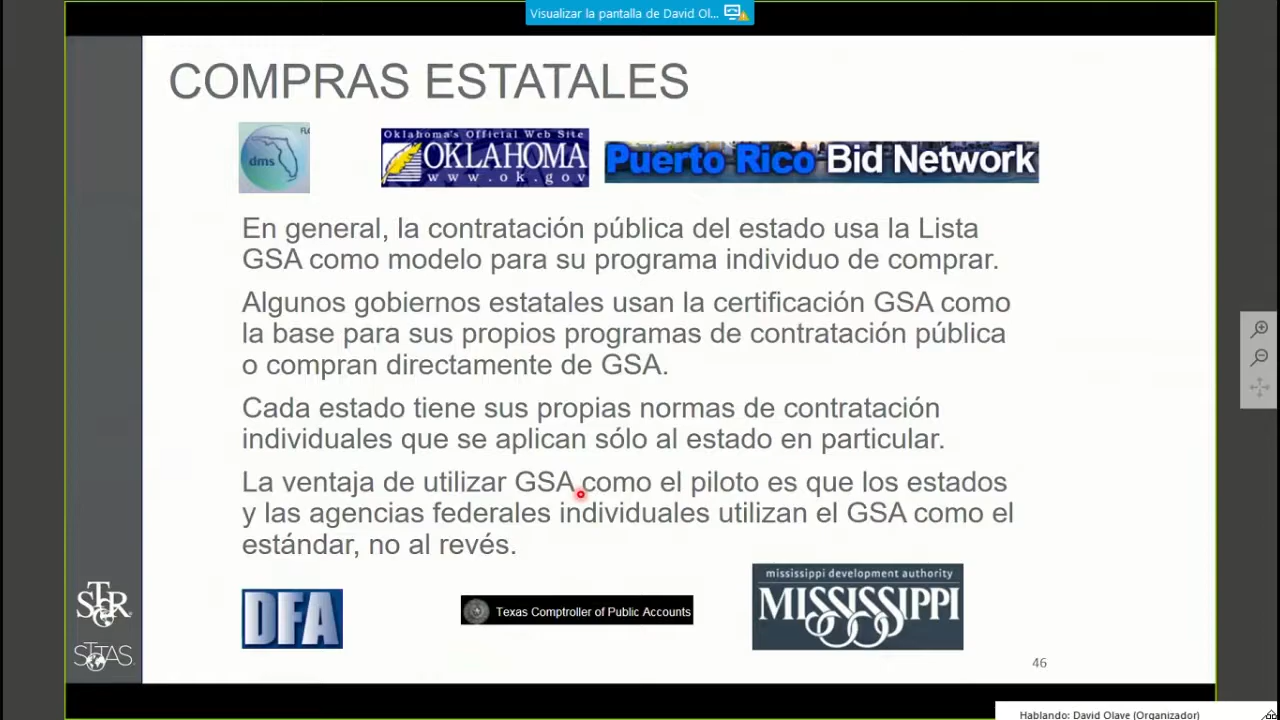 Visualizar la pantalla de David Ol...
COMPRAS ESTATALES
dms
Oklahoma's Official Web Site
OKLAHOMA
www.ok.gov
Puerto Rico Bid Network
En general, la contratación pública del estado usa la Lista
GSA como modelo para su programa individuo de comprar.
Algunos gobiernos estatales usan la certificación GSA como
la base para sus propios programas de contratación pública
o compran directamente de GSA.
Cada estado tiene sus propias normas de contratación
individuales que se aplican sólo al estado en particular.
La ventaja de utilizar GSA como el piloto es que los estados
y las agencias federales individuales utilizan el GSA como el
estándar, no al revés.
DFA
Texas Comptroller of Public Accounts
mississippi development authority
MISSISSIPPI
46
Hablando: David Olave (Organizador)